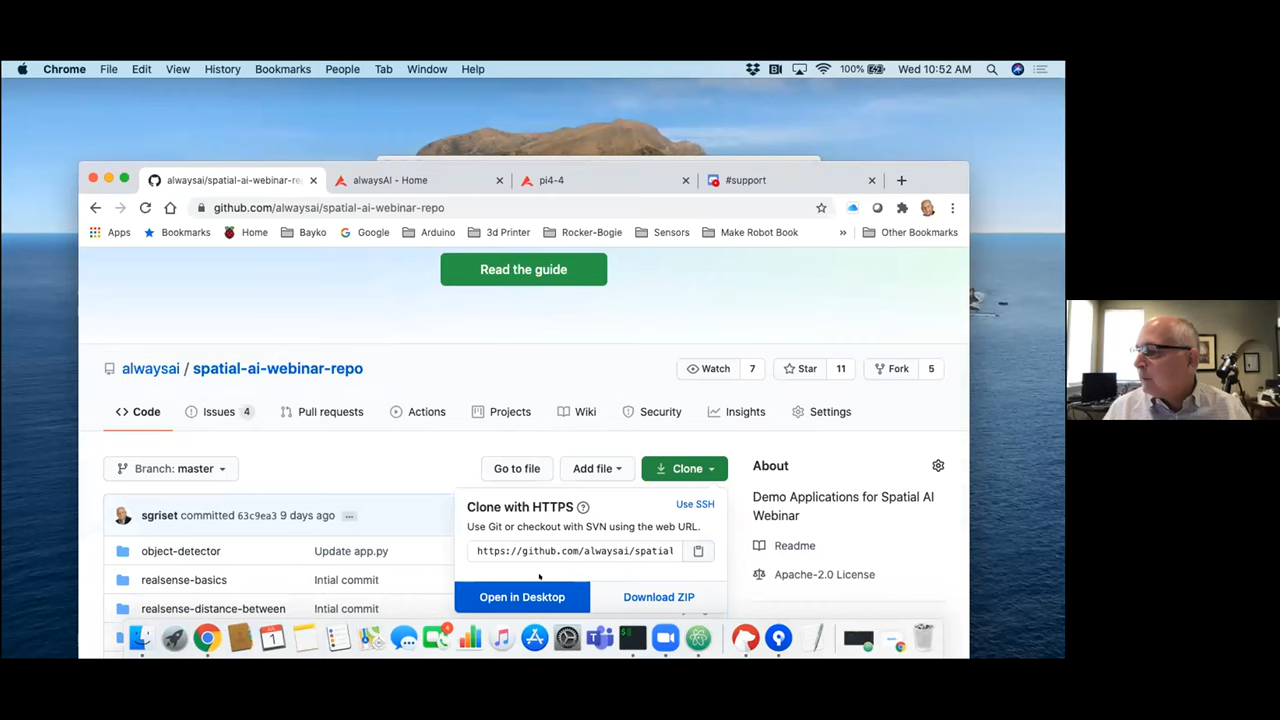 Chrome File Edit View History Bookmarks People Tab Window Help 100% Wed 10:52 AM
alwaysai/spatial-ai-webinar-re alwaysAI - Home pi4-4 #support
github.com/alwaysai/spatial-ai-webinar-repo
Apps Bookmarks Home Bayko Google Arduino 3d Printer Rocker-Bogie Sensors Make Robot Book » Other Bookmarks
Read the guide
alwaysai / spatial-ai-webinar-repo Watch 7 Star 11 Fork 5
<> Code Issues 4 Pull requests Actions Projects Wiki Security Insights Settings
Branch: master Go to file Add file Clone About
Clone with HTTPS Use SSH
Demo Applications for Spatial AI
Webinar
sgriset committed 63c9ea3 9 days ago ...
Use Git or checkout with SVN using the web URL.
object-detector Update app.py https://github.com/alwaysai/spatial Readme
realsense-basics Intial commit Apache-2.0 License
Open in Desktop Download ZIP
realsense-distance-between Intial commit
4
1